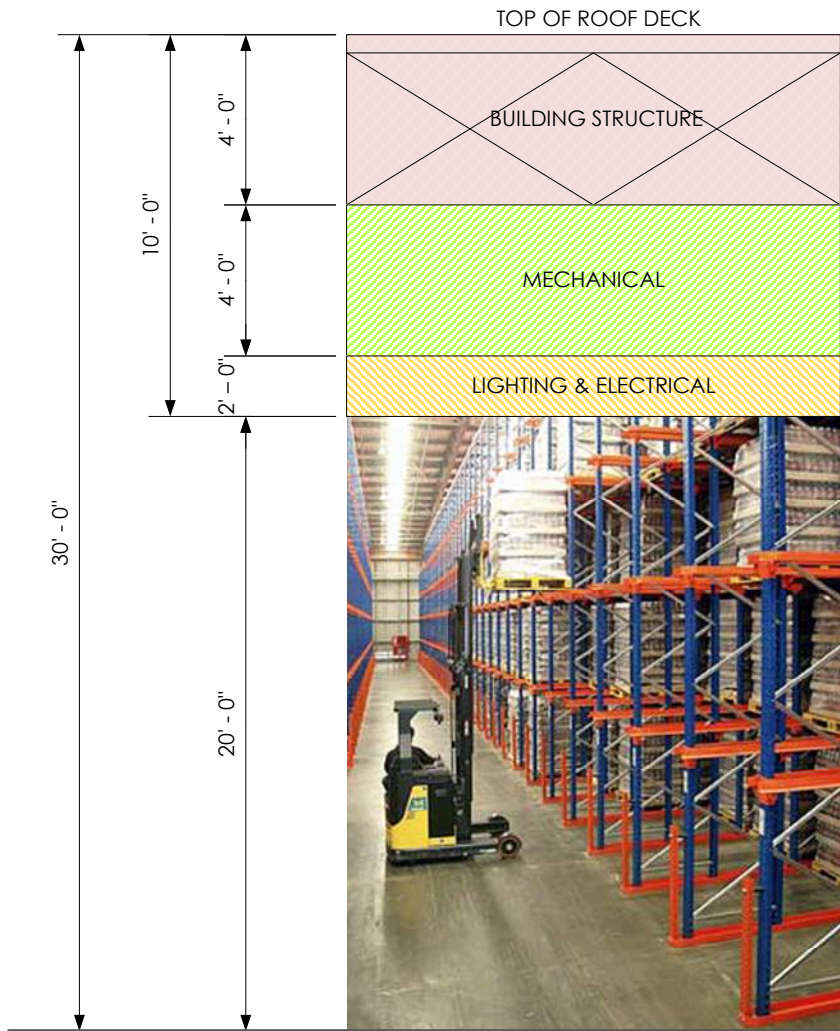 TOP OF ROOF DECK
4' - 0"
BUILDING STRUCTURE
10' - 0"
4' - 0"
MECHANICAL
2' – 0"
LIGHTING & ELECTRICAL
30' - 0"
20' - 0"